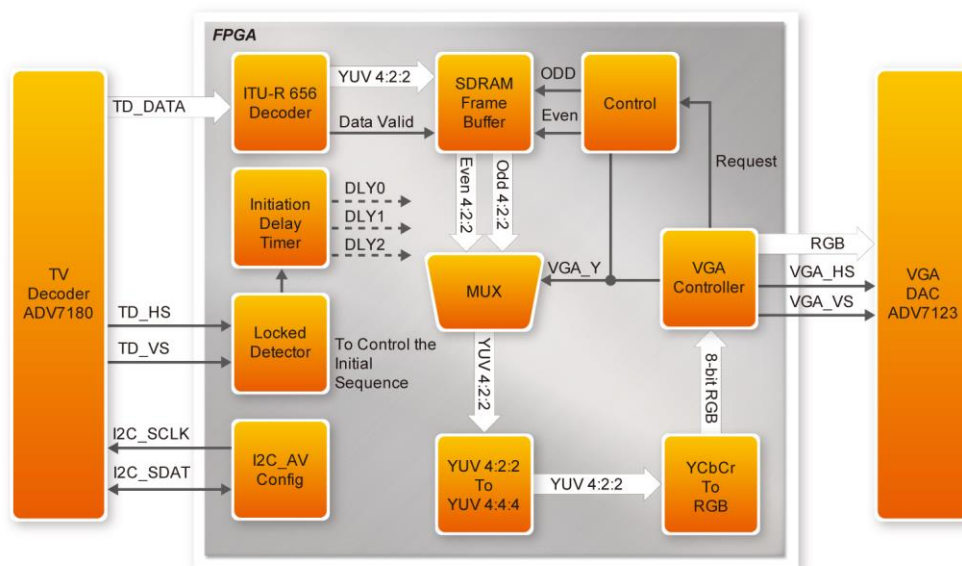 FPGA
TV
Decoder
ADV7180
TD_DATA
ITU-R 656
Decoder
YUV 4:2:2
Data Valid
SDRAM
Frame
Buffer
ODD
Even
Control
Request
Initiation
Delay
Timer
DLY0
DLY1
DLY2
Even 4:2:2
Odd 4:2:2
MUX
VGA_Y
VGA
Controller
RGB
VGA_HS
VGA_VS
VGA
DAC
ADV7123
TD_HS
TD_VS
Locked
Detector
To Control the
Initial
Sequence
YUV 4:2:2
8-bit RGB
I2C_SCLK
I2C_SDAT
I2C_AV
Config
YUV 4:2:2
To
YUV 4:4:4
YUV 4:2:2
YCbCr
To
RGB